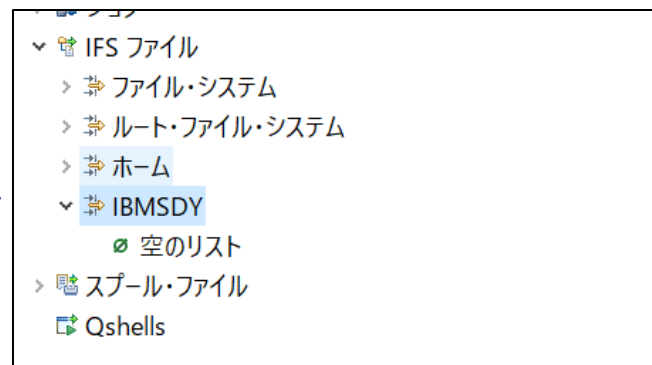 IFS ファイル
ファイル・システム
ルート・ファイル・システム
ホーム
IBMSDY
空のリスト
スプール・ファイル
Qshells